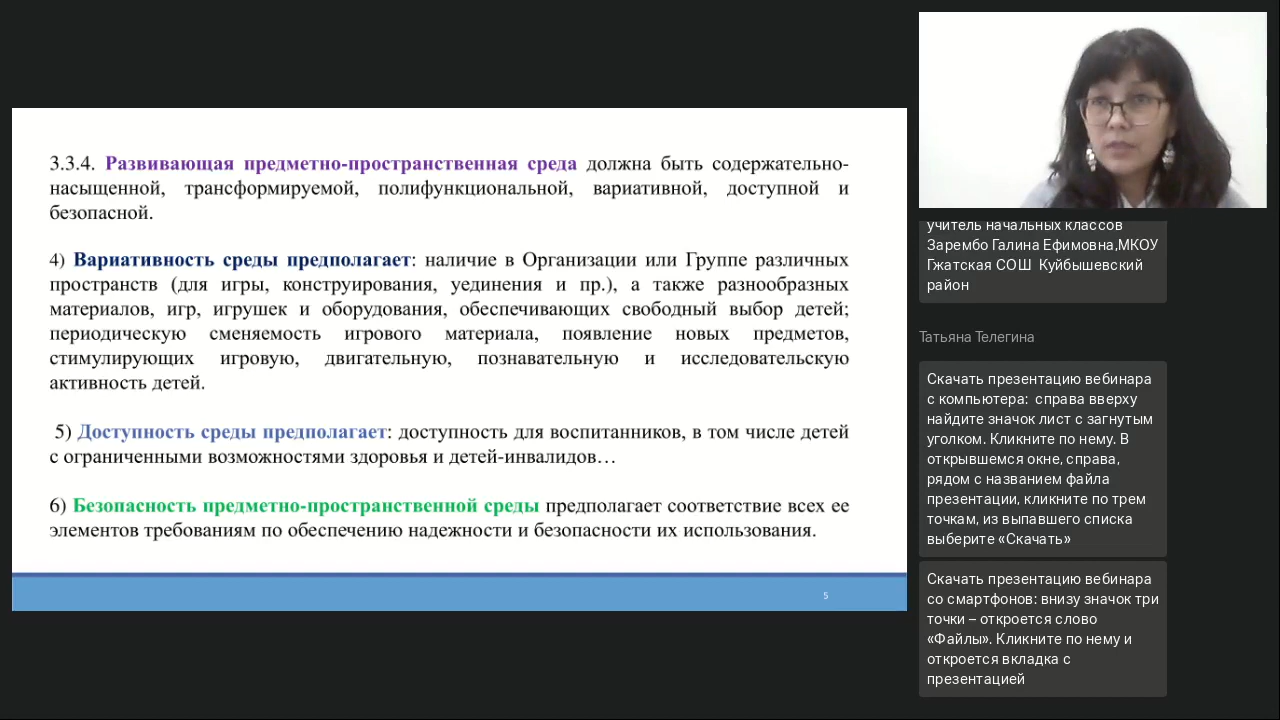 3.3.4. Развивающая предметно-пространственная среда должна быть содержательно-
насыщенной, трансформируемой, полифункциональной, вариативной, доступной и
безопасной.
4) Вариативность среды предполагает: наличие в Организации или Группе различных
пространств (для игры, конструирования, уединения и пр.), а также разнообразных
материалов, игр, игрушек и оборудования, обеспечивающих свободный выбор детей;
периодическую сменяемость игрового материала, появление новых предметов,
стимулирующих игровую, двигательную, познавательную и исследовательскую
активность детей.
5) Доступность среды предполагает: доступность для воспитанников, в том числе детей
с ограниченными возможностями здоровья и детей-инвалидов…
6) Безопасность предметно-пространственной среды предполагает соответствие всех ее
элементов требованиям по обеспечению надежности и безопасности их использования.
5
учитель начальных классов
Зарембо Галина Ефимовна,МКОУ
Гжатская СОШ Куйбышевский
район
Татьяна Телегина
Скачать презентацию вебинара
с компьютера: справа вверху
найдите значок лист с загнутым
уголком. Кликните по нему. В
открывшемся окне, справа,
рядом с названием файла
презентации, кликните по трем
точкам, из выпавшего списка
выберите «Скачать»
Скачать презентацию вебинара
со смартфонов: внизу значок три
точки – откроется слово
«Файлы». Кликните по нему и
откроется вкладка с
презентацией